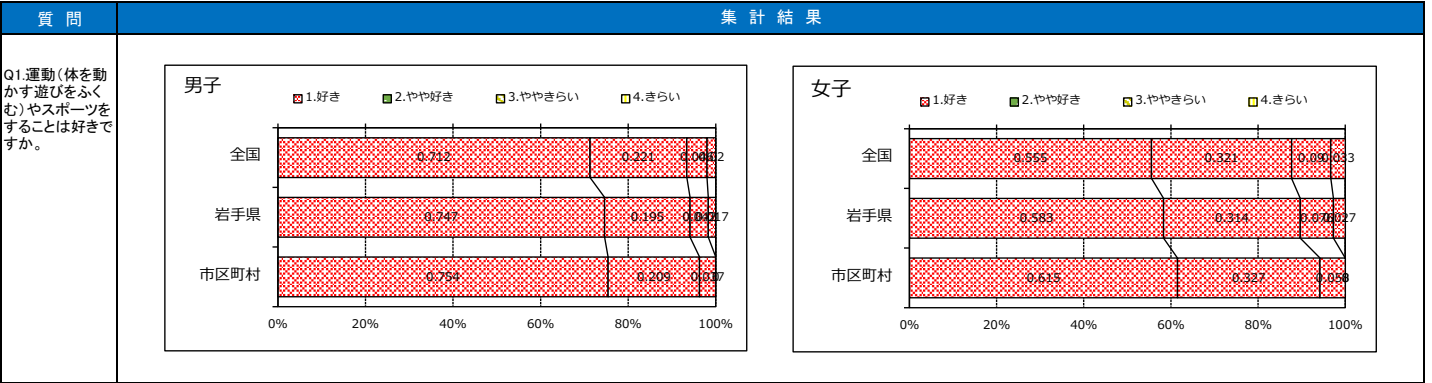 質 問
集 計 結 果
Q1.運動(体を動
かす遊びをふく
む)やスポーツを
することは好きで
すか。
男子
1.好き 2.やや好き 3.ややきらい 4.きらい
全国 0.712 0.221
岩手県 0.747 0.195
市区町村 0.754 0.209
0% 20% 40% 60% 80% 100%
女子
1.好き 2.やや好き 3.ややきらい 4.きらい
全国 0.555 0.321 0.09 0.033
岩手県 0.583 0.314 0.076 0.027
市区町村 0.615 0.327 0.058
0% 20% 40% 60% 80% 100%